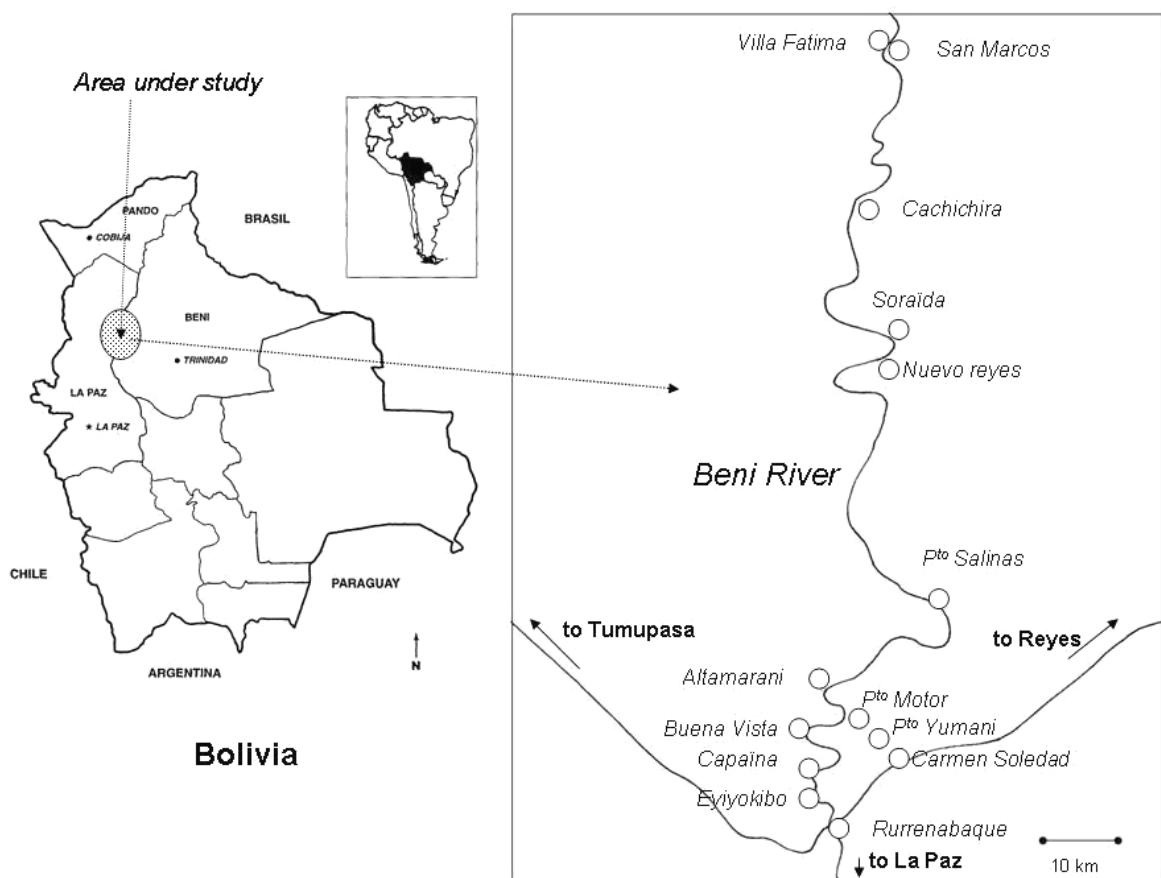 Area under study
PANDO
COBIJA
BRASIL
BENI
TRINIDAD
LA PAZ
LA PAZ
CHILE
PARAGUAY
N
ARGENTINA
Bolivia
Villa Fatima
San Marcos
Cachichira
Soraïda
Nuevo reyes
Beni River
Pto Salinas
to Tumupasa
to Reyes
Altamarani
Pto Motor
Buena Vista
Pto Yumani
Capaïna
Carmen Soledad
Eyiyokibo
Rurrenabaque
to La Paz
10 km